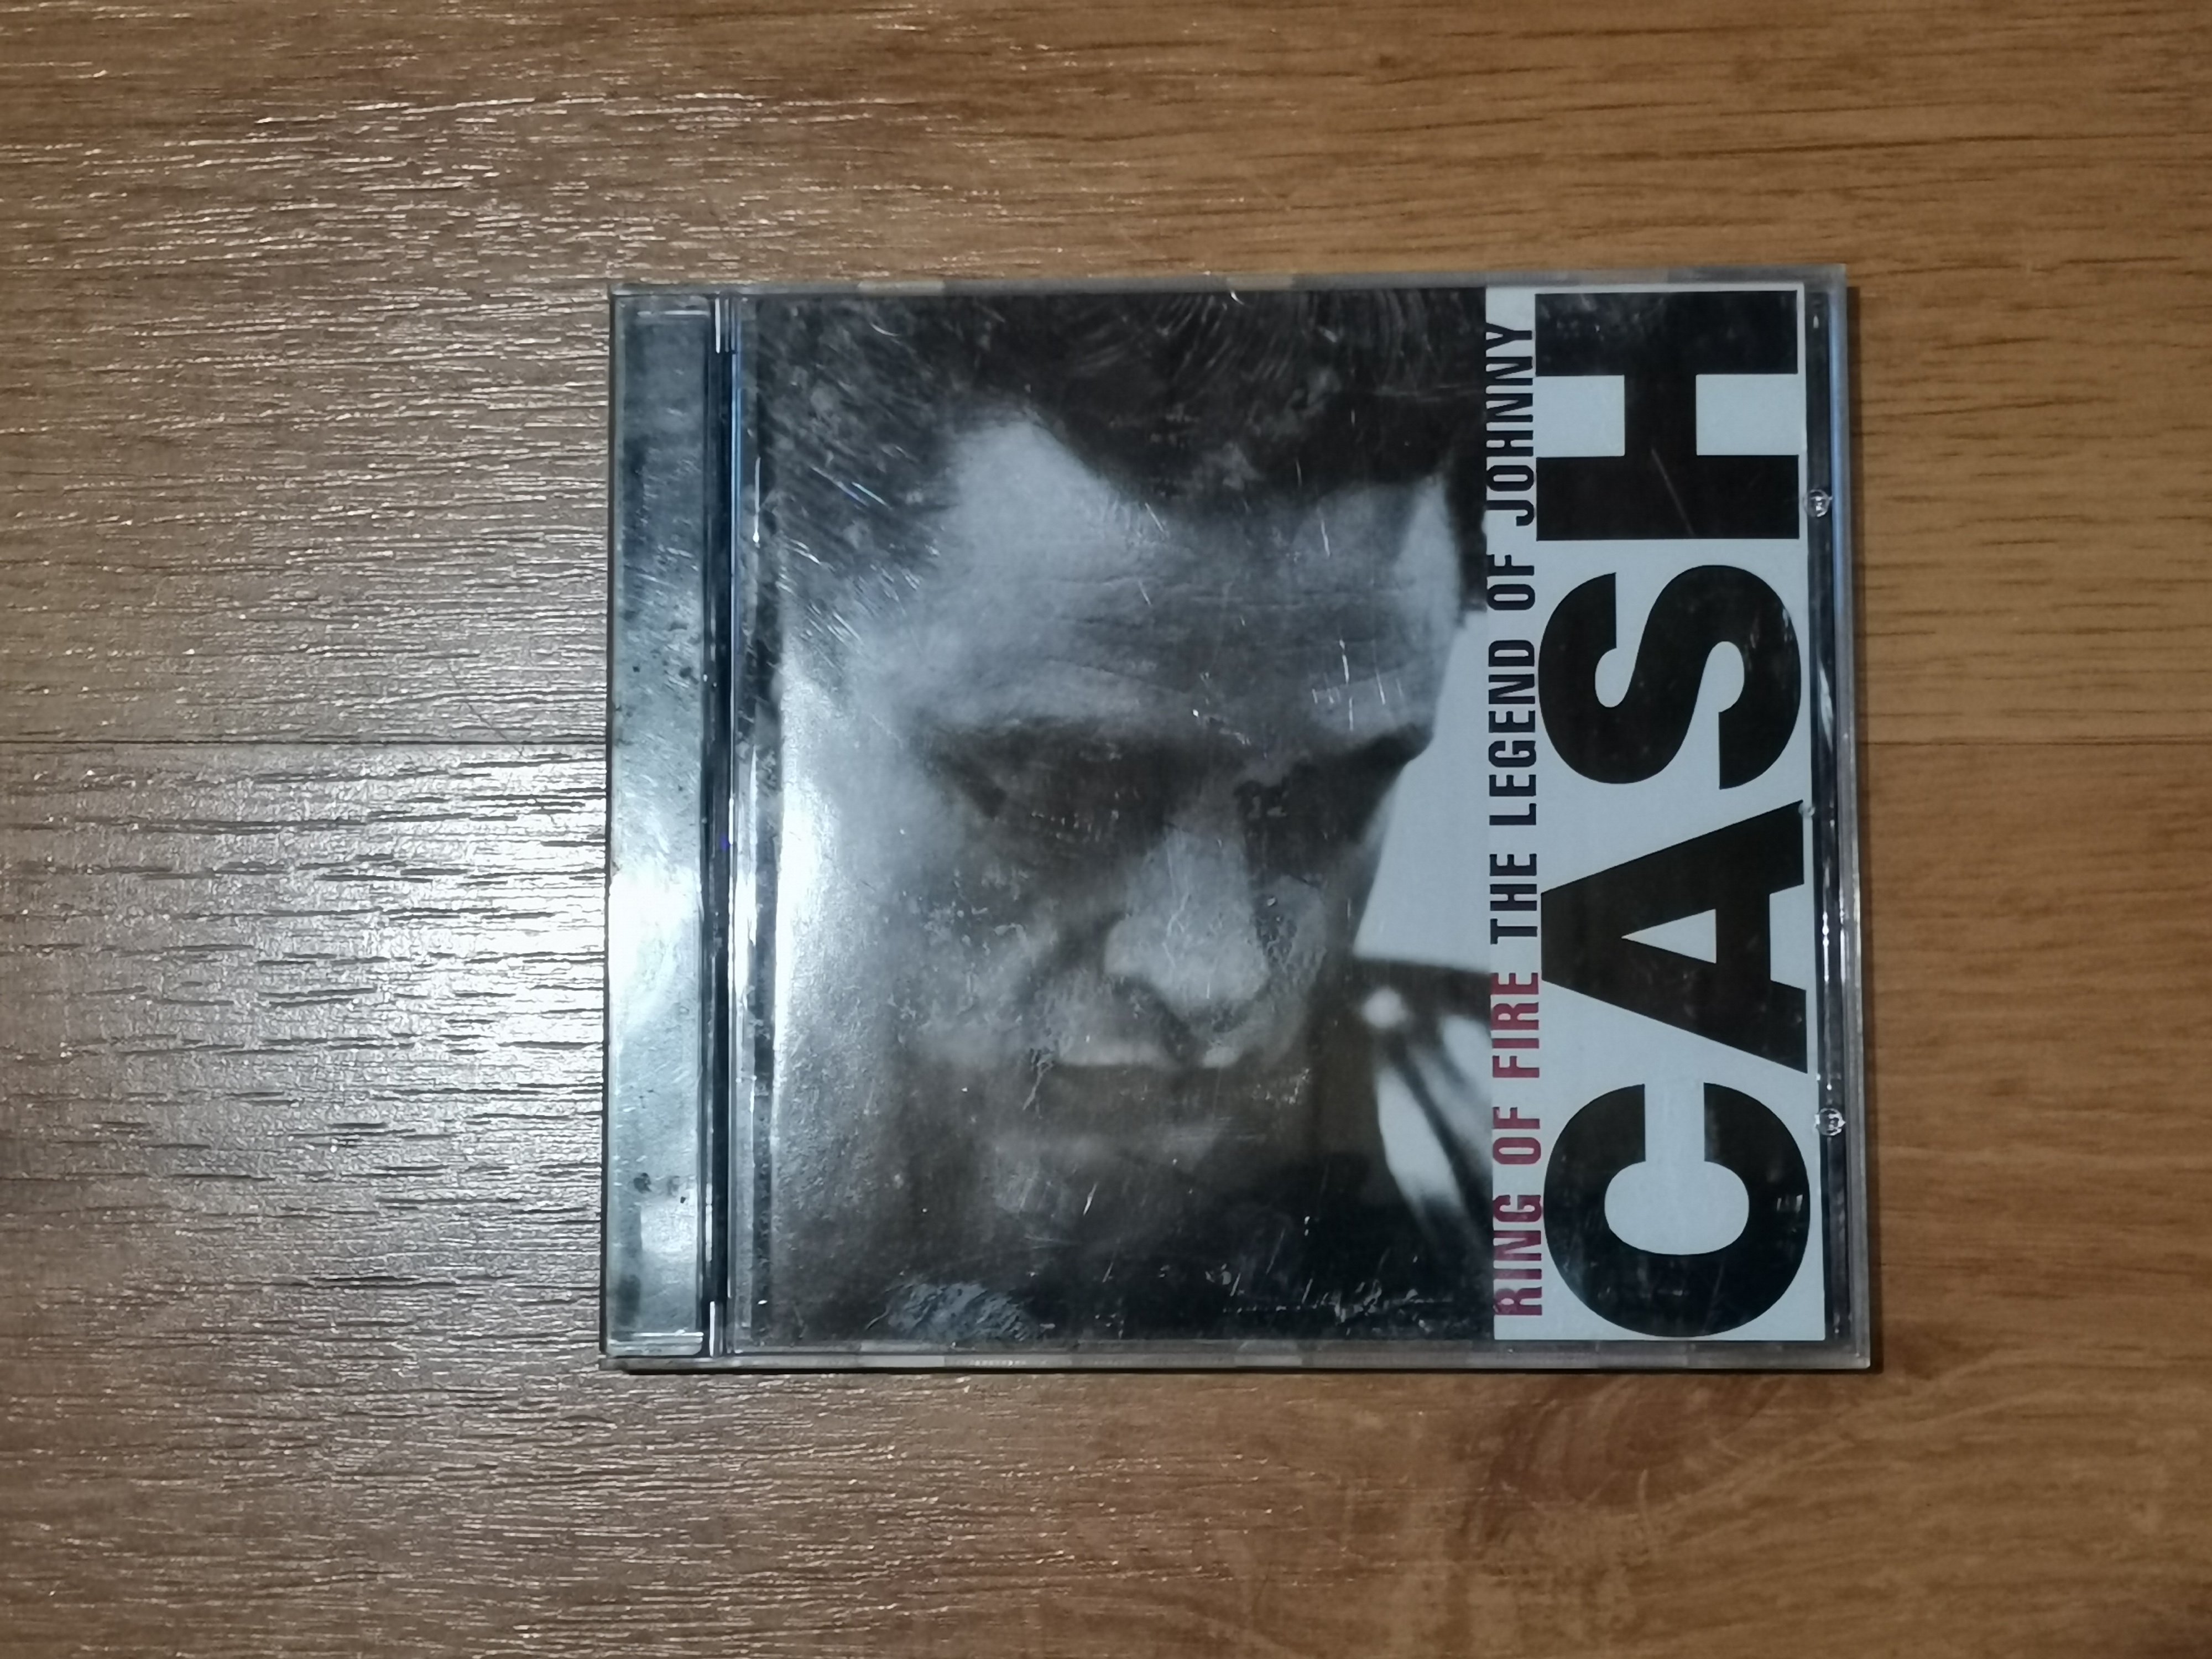 RING OF FIRE THE LEGEND OF JOHNNY
CASH